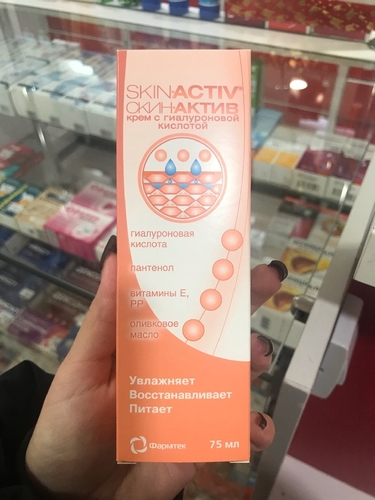 SKIN-ACTIV®
СКИН-АКТИВ
крем с гиалуроновой
кислотой
гиалуроновая
кислота
пантенол
витамины Е,
РР
оливковое
масло
Увлажняет
Восстанавливает
Питает
Фармтек
75 мл